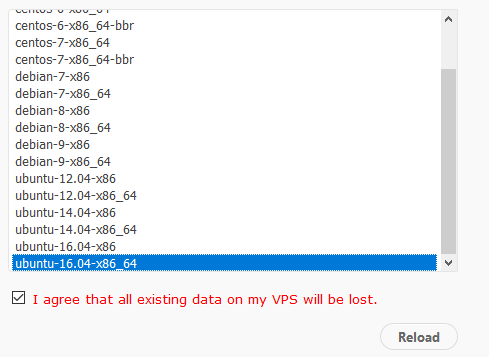 centos-6-x86_64
centos-6-x86_64-bbr
centos-7-x86_64
centos-7-x86_64-bbr
debian-7-x86
debian-7-x86_64
debian-8-x86
debian-8-x86_64
debian-9-x86
debian-9-x86_64
ubuntu-12.04-x86
ubuntu-12.04-x86_64
ubuntu-14.04-x86
ubuntu-14.04-x86_64
ubuntu-16.04-x86
ubuntu-16.04-x86_64
I agree that all existing data on my VPS will be lost.
Reload